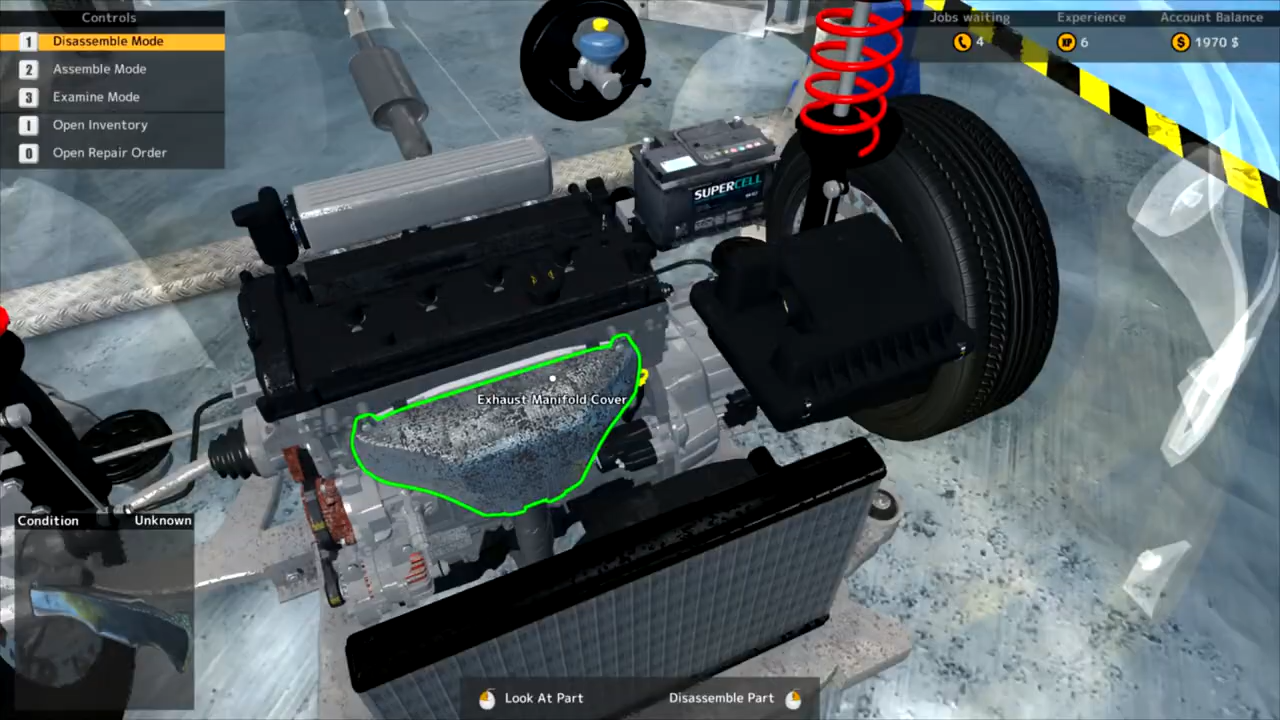 Controls
1 Disassemble Mode
2 Assemble Mode
3 Examine Mode
I Open Inventory
O Open Repair Order
Jobs waiting Experience Account Balance
4 XP 6 $ 1970 $
SUPERCELL
Exhaust Manifold Cover
Condition Unknown
Look At Part Disassemble Part